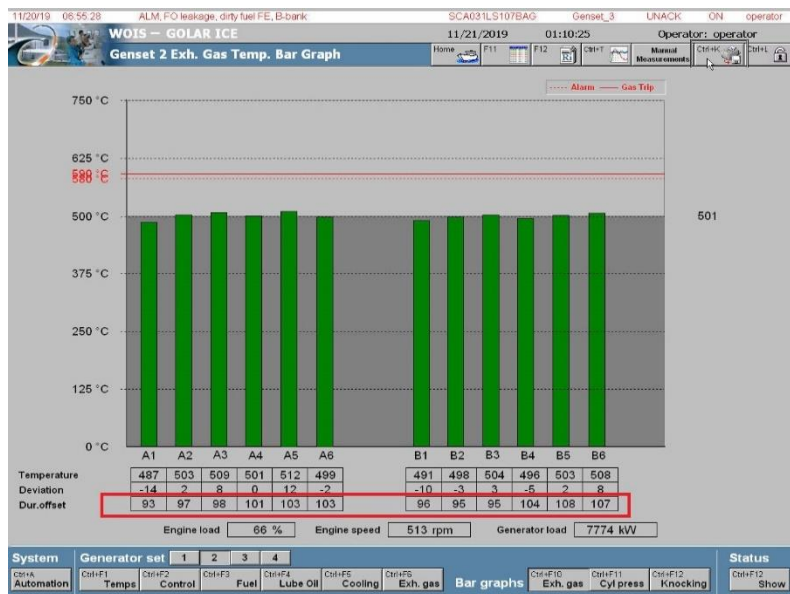 11/20/19 06:55:28 ALM, FO leakage, dirty fuel FE, B-bank SCA031LS107BAG Genset_3 UNACK ON operator
WOIS – GOLAR ICE 11/21/2019 01:10:25 Operator: operator
Genset 2 Exh. Gas Temp. Bar Graph Home F11 F12 Ctrl+T Manual Measurements Ctrl+K Ctrl+L
Alarm Gas Trip
750 °C
625 °C
590 °C
580 °C
500 °C 501
375 °C
250 °C
125 °C
0 °C
A1 A2 A3 A4 A5 A6 B1 B2 B3 B4 B5 B6
Temperature 487 503 509 501 512 499 491 498 504 496 503 508
Deviation -14 2 8 0 12 -2 -10 -3 3 -5 2 8
Dur.offset 93 97 98 101 103 103 96 95 95 104 108 107
Engine load 66 % Engine speed 513 rpm Generator load 7774 kW
System Generator set 1 2 3 4 Status
Ctrl+A Ctrl+F1 Ctrl+F2 Ctrl+F3 Ctrl+F4 Ctrl+F5 Ctrl+F6 Ctrl+F10 Ctrl+F11 Ctrl+F12 Ctrl+F12
Automation Temps Control Fuel Lube Oil Cooling Exh. gas Bar graphs Exh. gas Cyl press Knocking Show